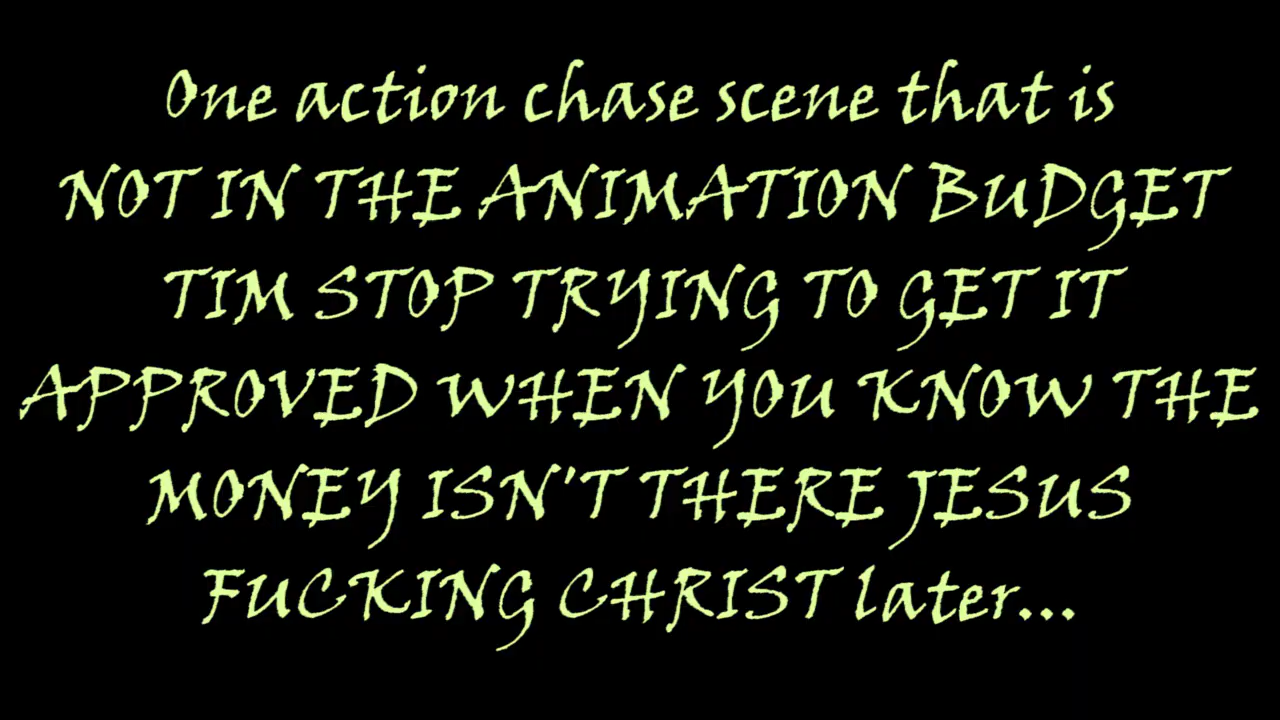 One action chase scene that is
NOT IN THE ANIMATION BUDGET
TIM STOP TRYING TO GET IT
APPROVED WHEN YOU KNOW THE
MONEY ISN'T THERE JESUS
FUCKING CHRIST later...